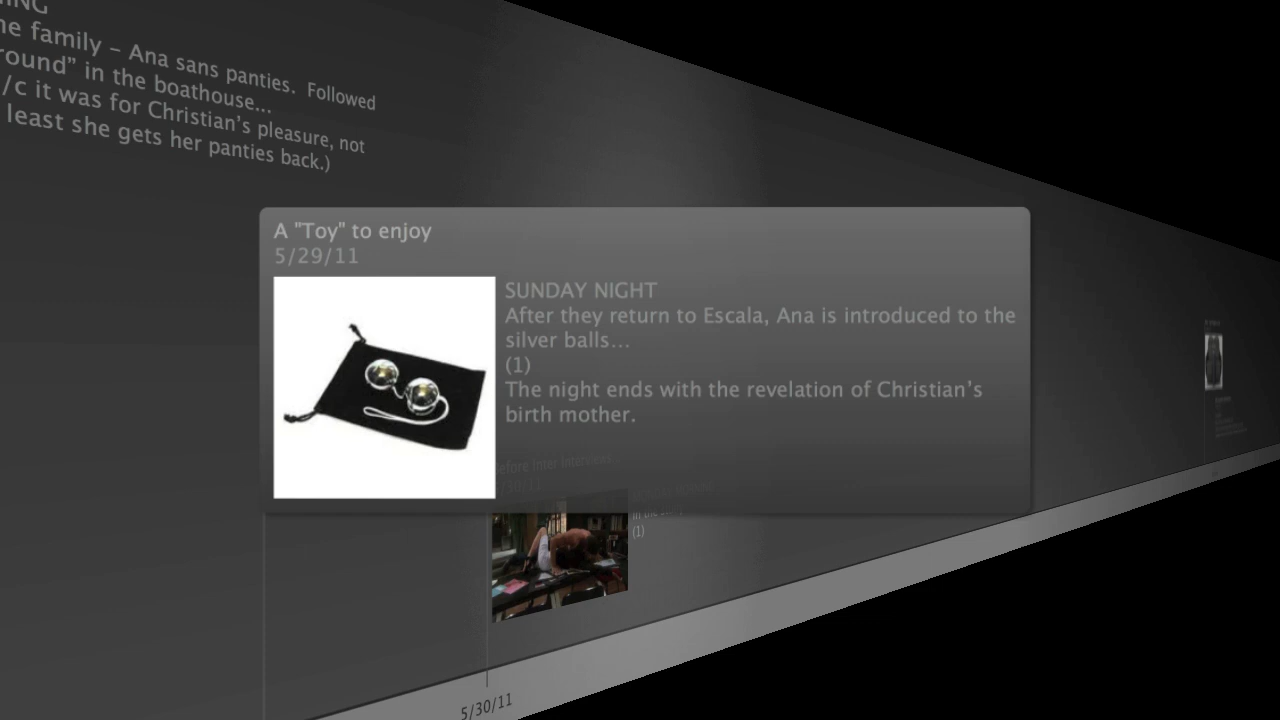 ING
ne family – Ana sans panties.  Followed
round" in the boathouse...
/c it was for Christian's pleasure, not
least she gets her panties back.)
A "Toy" to enjoy
5/29/11
SUNDAY NIGHT
After they return to Escala, Ana is introduced to the
silver balls...
(1)
The night ends with the revelation of Christian's
birth mother.
(1)
5/30/11